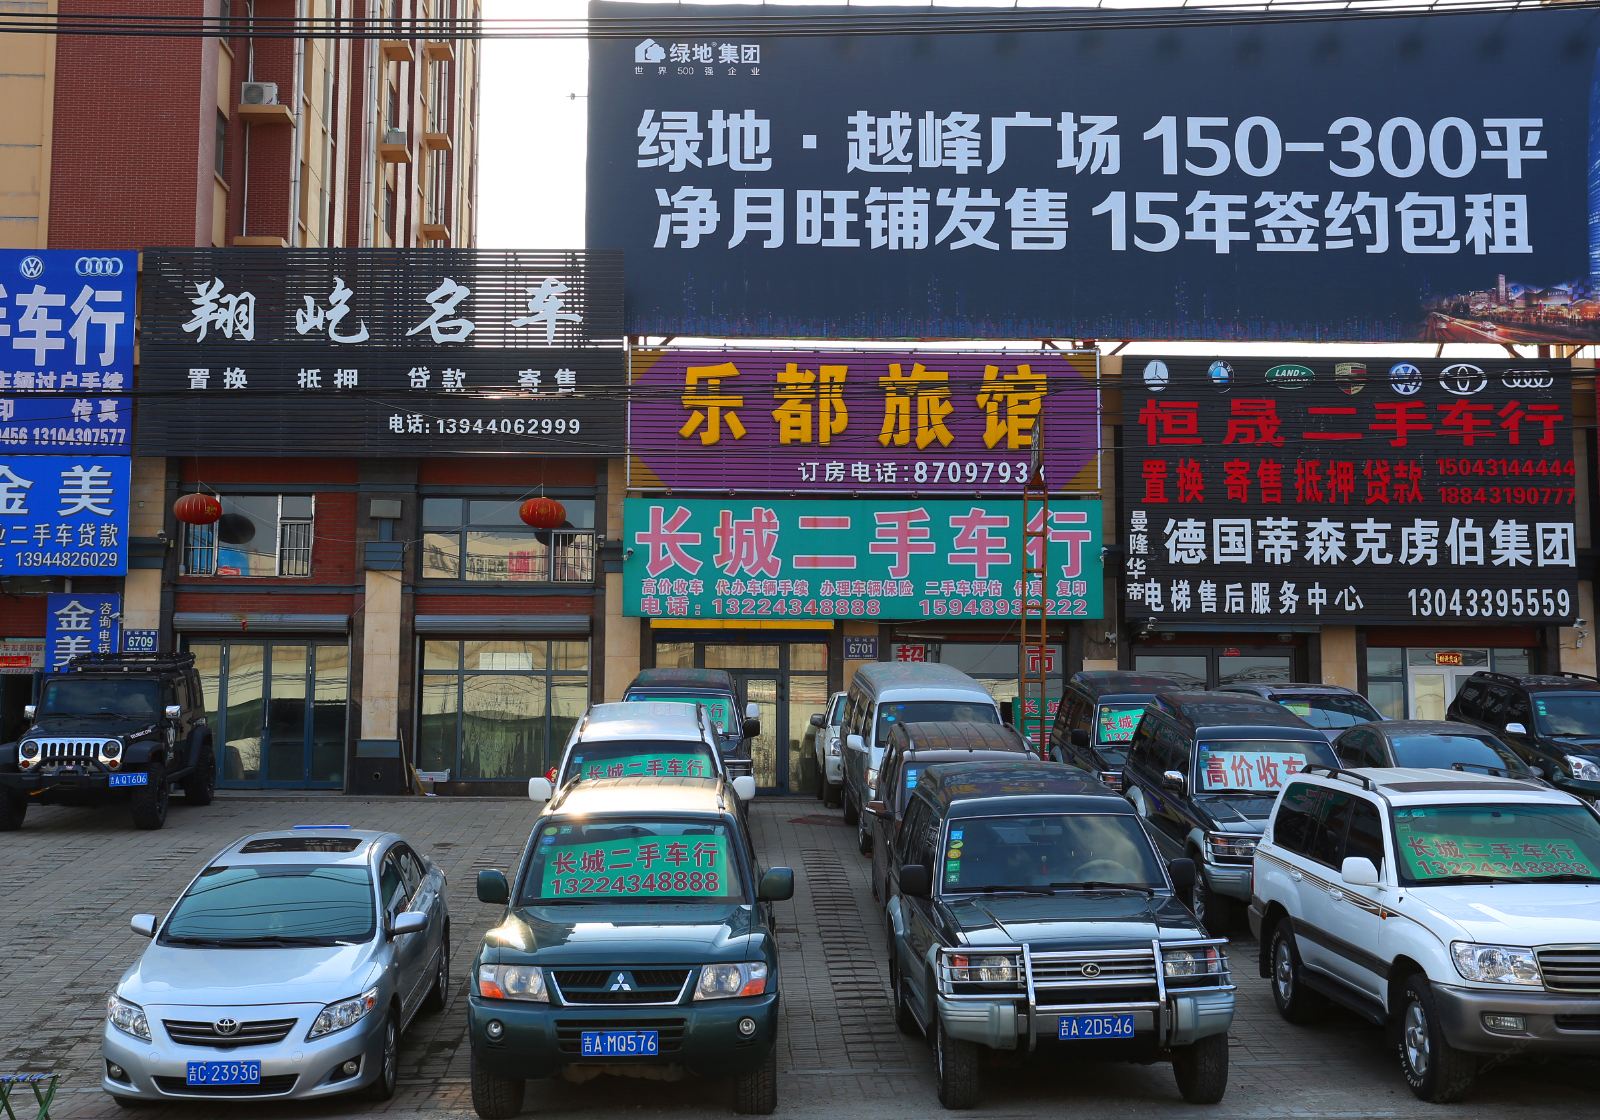 绿地集团
世界500强企业
绿地·越峰广场 150-300平
净月旺铺发售 15年签约包租
手车行
车辆过户手续
印 传真
0456 13104307577
金美
业二手车贷款
13944826029
金美
咨询电话
翔屹名车
置换 抵押 贷款 寄售
电话:13944062999
乐都旅馆
订房电话:8709793
长城二手车行
高价收车 代办车辆手续 办理车辆保险 二手车评估 传真 复印
电话:13224348888 15948932222
LAND
恒晟二手车行
置换 寄售 抵押贷款
15043144444
18843190777
曼隆华帝
德国蒂森克虏伯集团
电梯售后服务中心 13043395559
6709
6701
超市
长城二手车行
13224348888
长城二手车行
高价收车
长城二手车行
13224348888
吉A·QT606
吉C·2393G
吉A·MQ576
吉A·2D546